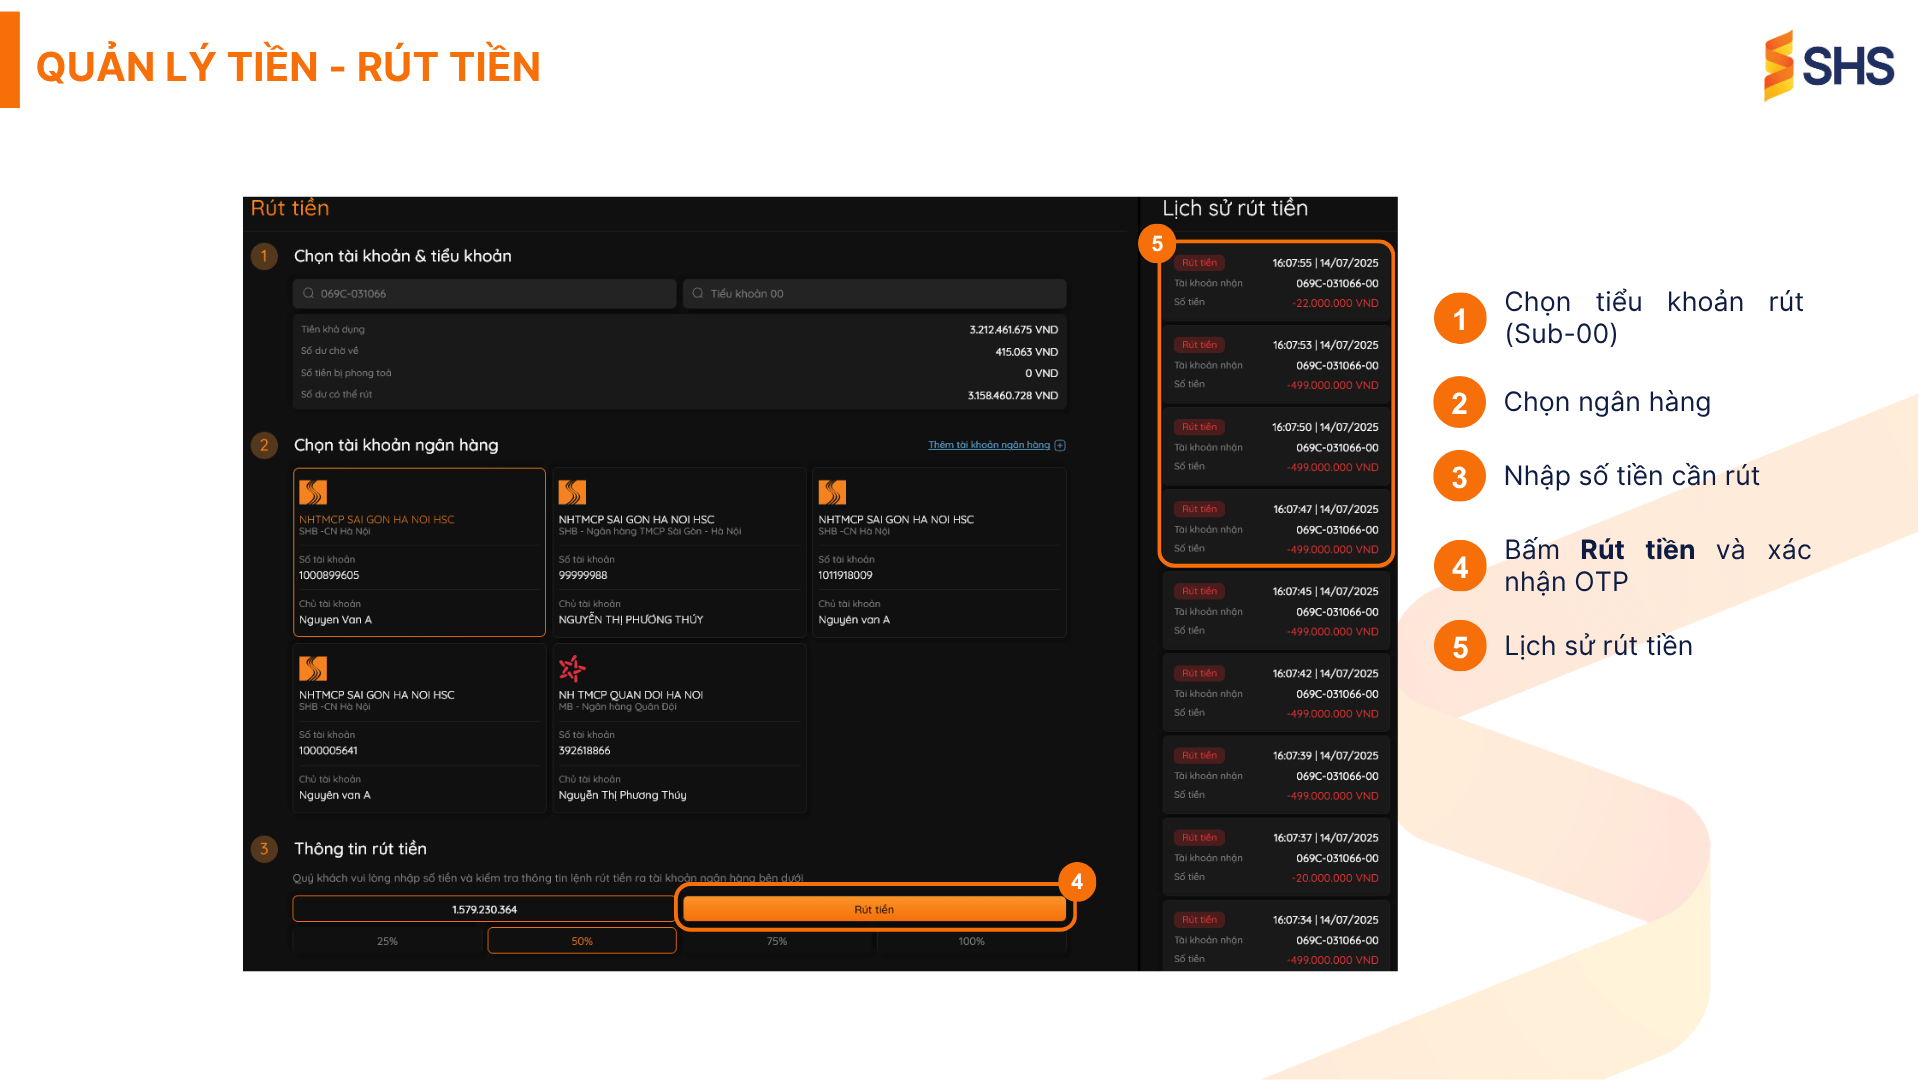 QUẢN LÝ TIỀN - RÚT TIỀN
SHS
Rút tiền
1 Chọn tài khoản & tiểu khoản
069C-031066
Tiểu khoản 00
Tiền khả dụng 3.212.461.675 VND
Số dư chờ về 415.063 VND
Số tiền bị phong toả 0 VND
Số dư có thể rút 3.158.460.728 VND
2 Chọn tài khoản ngân hàng
Thêm tài khoản ngân hàng
NHTMCP SAI GON HA NOI HSC
SHB -CN Hà Nội
Số tài khoản
1000899605
Chủ tài khoản
Nguyen Van A
NHTMCP SAI GON HA NOI HSC
SHB - Ngân hàng TMCP Sài Gòn - Hà Nội
Số tài khoản
99999988
Chủ tài khoản
NGUYỄN THỊ PHƯƠNG THÚY
NHTMCP SAI GON HA NOI HSC
SHB -CN Hà Nội
Số tài khoản
1011918009
Chủ tài khoản
Nguyên van A
NHTMCP SAI GON HA NOI HSC
SHB -CN Hà Nội
Số tài khoản
1000005641
Chủ tài khoản
Nguyên van A
NH TMCP QUAN DOI HA NOI
MB - Ngân hàng Quân Đội
Số tài khoản
392618866
Chủ tài khoản
Nguyễn Thị Phương Thúy
3 Thông tin rút tiền
Quý khách vui lòng nhập số tiền và kiểm tra thông tin lệnh rút tiền ra tài khoản ngân hàng bên dưới
1.579.230.364
Rút tiền
4
25%
50%
75%
100%
Lịch sử rút tiền
5
Rút tiền 16:07:55 | 14/07/2025
Tài khoản nhận 069C-031066-00
Số tiền -22.000.000 VND
Rút tiền 16:07:53 | 14/07/2025
Tài khoản nhận 069C-031066-00
Số tiền -499.000.000 VND
Rút tiền 16:07:50 | 14/07/2025
Tài khoản nhận 069C-031066-00
Số tiền -499.000.000 VND
Rút tiền 16:07:47 | 14/07/2025
Tài khoản nhận 069C-031066-00
Số tiền -499.000.000 VND
Rút tiền 16:07:45 | 14/07/2025
Tài khoản nhận 069C-031066-00
Số tiền -499.000.000 VND
Rút tiền 16:07:42 | 14/07/2025
Tài khoản nhận 069C-031066-00
Số tiền -499.000.000 VND
Rút tiền 16:07:39 | 14/07/2025
Tài khoản nhận 069C-031066-00
Số tiền -499.000.000 VND
Rút tiền 16:07:37 | 14/07/2025
Tài khoản nhận 069C-031066-00
Số tiền -20.000.000 VND
Rút tiền 16:07:34 | 14/07/2025
Tài khoản nhận 069C-031066-00
Số tiền -499.000.000 VND
1 Chọn tiểu khoản rút
(Sub-00)
2 Chọn ngân hàng
3 Nhập số tiền cần rút
4 Bấm Rút tiền và xác
nhận OTP
5 Lịch sử rút tiền